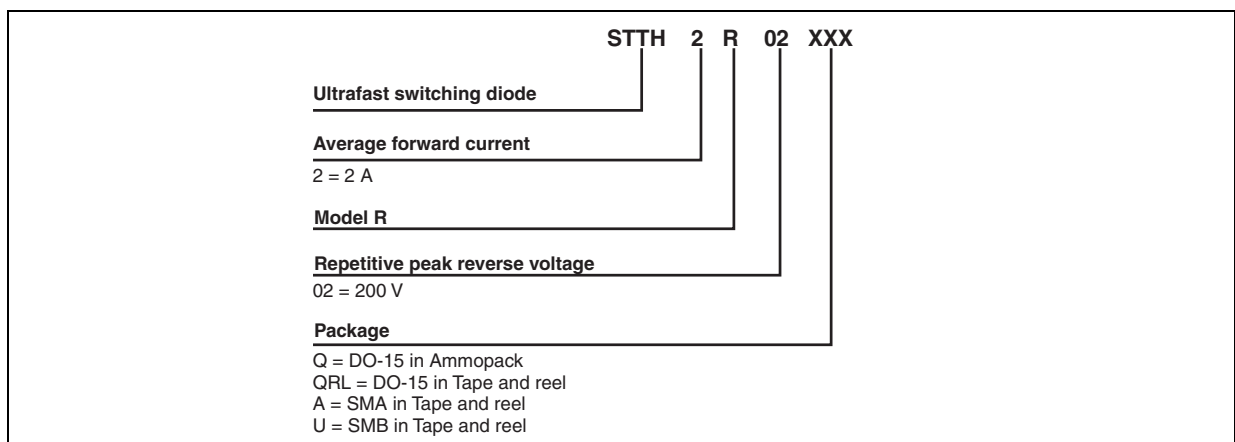 STTH 2 R 02 XXX
Ultrafast switching diode
Average forward current
2 = 2 A
Model R
Repetitive peak reverse voltage
02 = 200 V
Package
Q = DO-15 in Ammopack
QRL = DO-15 in Tape and reel
A = SMA in Tape and reel
U = SMB in Tape and reel